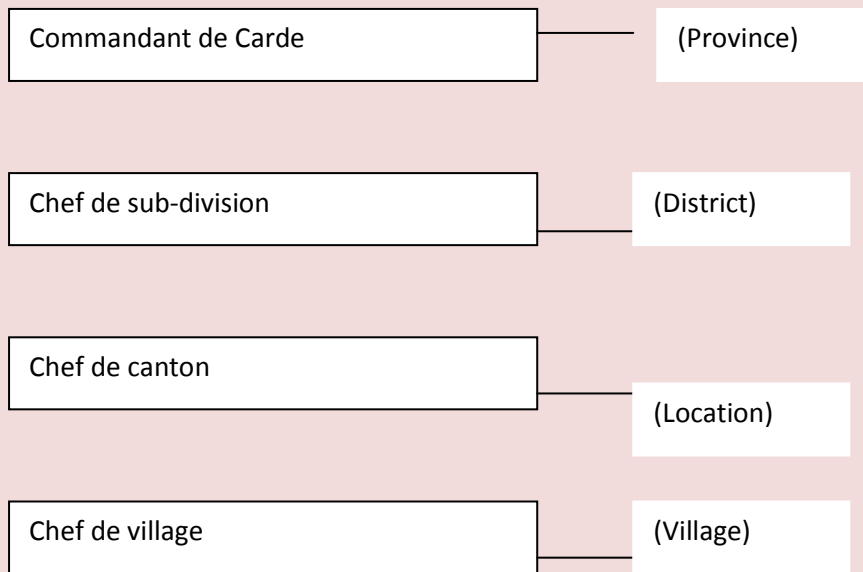 Commandant de Carde (Province)
Chef de sub-division (District)
Chef de canton
(Location)
Chef de village (Village)